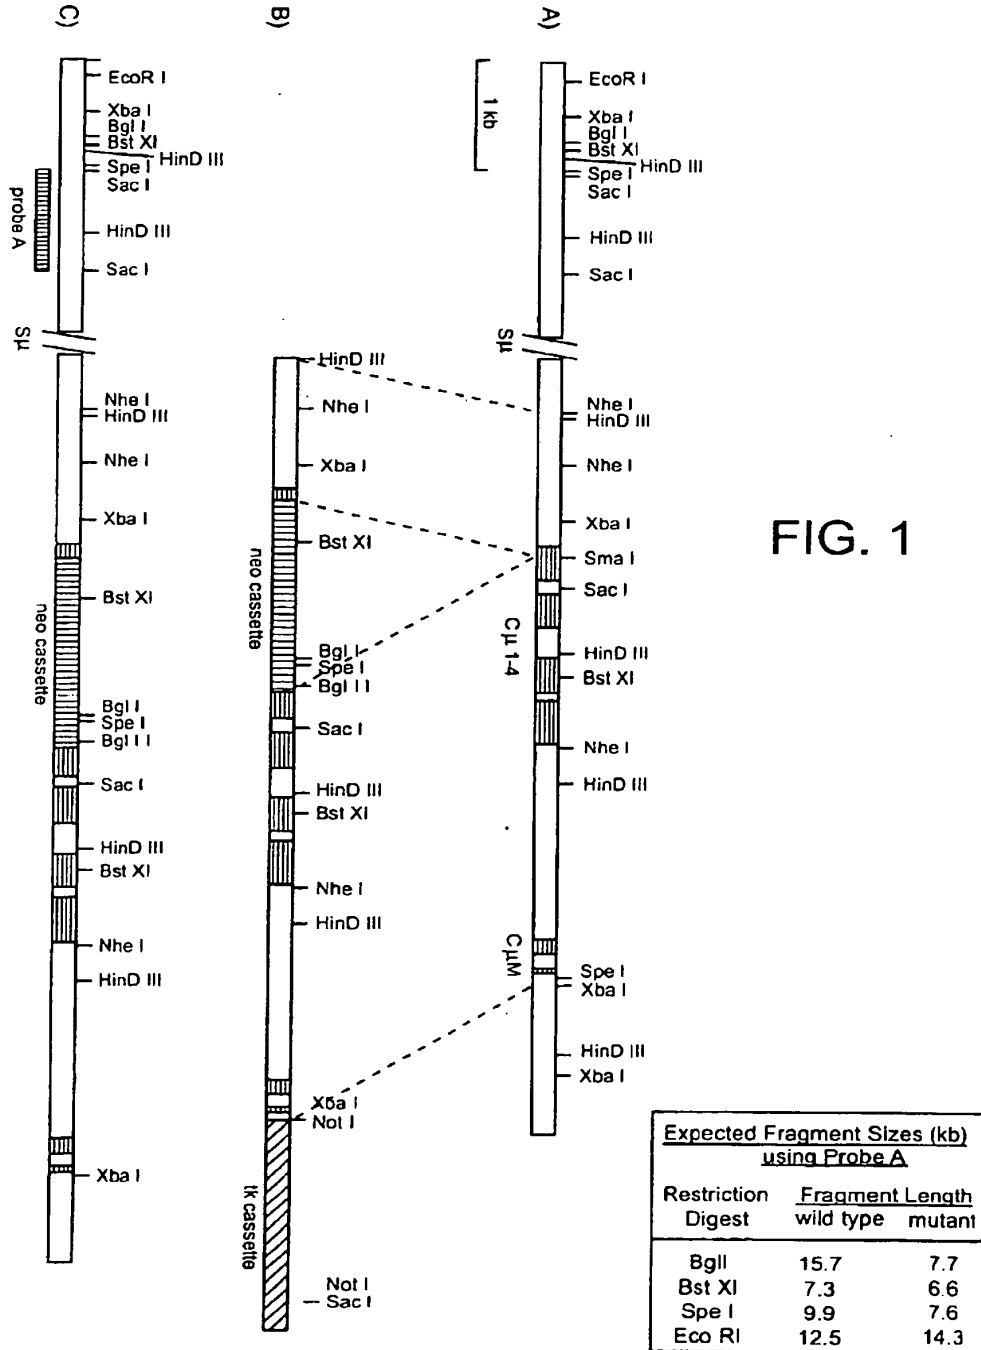 C)
EcoR I
Xba I
Bgl I
Bst XI
HinD III
Spe I
Sac I
HinD III
Sac I
probe A
Sμ
Nhe I
HinD III
Nhe I
Xba I
Bst XI
neo cassette
Bgl I
Spe I
Bgl I I
Sac I
HinD III
Bst XI
Nhe I
HinD III
Xba I
B)
HinD III
Nhe I
Xba I
Bst XI
neo cassette
Bgl I
Spe I
Bgl I I
Sac I
HinD III
Bst XI
Nhe I
HinD III
Xba I
Not I
tk cassette
Not I
Sac I
A)
1 kb
EcoR I
Xba I
Bgl I
Bst XI
HinD III
Spe I
Sac I
HinD III
Sac I
Sμ
Nhe I
HinD III
Nhe I
Xba I
Sma I
Sac I
Cμ 1-4
HinD III
Bst XI
Nhe I
HinD III
CμM
Spe I
Xba I
HinD III
Xba I
FIG. 1
Expected Fragment Sizes (kb)
using Probe A
Restriction Fragment Length
Digest wild type mutant
BglI 15.7 7.7
Bst XI 7.3 6.6
Spe I 9.9 7.6
Eco RI 12.5 14.3